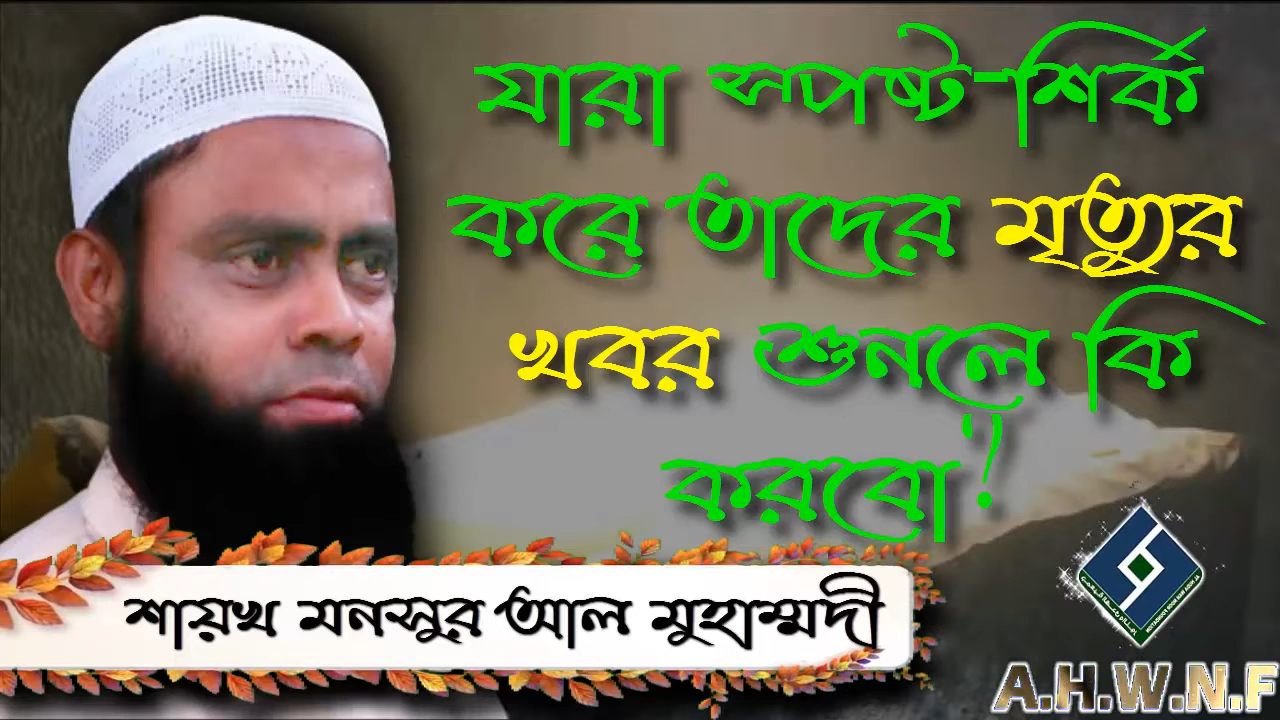 যারা স্পষ্ট শির্ক
করে তাদের মৃত্যুর
খবর শুনলে কি
করবো?
শায়খ মনসুর আল মুহাম্মদী
A.H.W.N.F